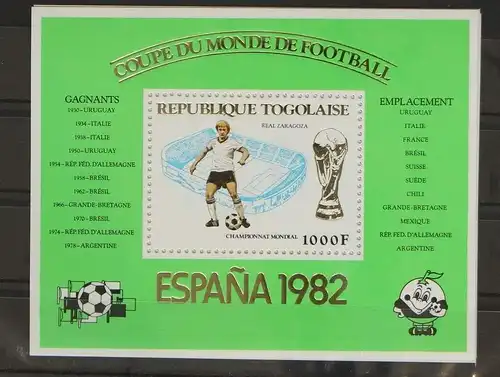 COUPE DU MONDE DE FOOTBALL
GAGNANTS
1930-URUGUAY
1934-ITALIE
1938-ITALIE
1950-URUGUAY
1954-RÉP. FÉD. D'ALLEMAGNE
1958-BRÉSIL
1962-BRÉSIL
1966-GRANDE-BRETAGNE
1970-BRÉSIL
1974-RÉP. FÉD. D'ALLEMAGNE
1978-ARGENTINE
REPUBLIQUE TOGOLAISE
REAL ZARAGOZA
CHAMPIONNAT MONDIAL
1000F
EMPLACEMENT
URUGUAY
ITALIE
FRANCE
BRÉSIL
SUISSE
SUÈDE
CHILI
GRANDE-BRETAGNE
MEXIQUE
RÉP. FED. D'ALLEMAGNE
ARGENTINE
ESPAÑA 1982